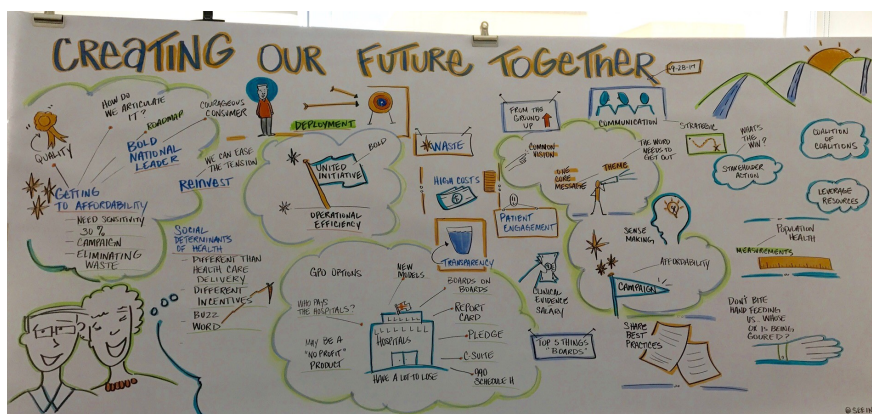 CREATING OUR FUTURE TOGETHER
9-28-17
HOW DO
WE ARTICULATE
IT?
ROADMAP
BOLD
NATIONAL
LEADER
QUALITY
GETTING
TO AFFORDABILITY
- NEED SENSITIVITY
- 30%
- CAMPAIGN
- ELIMINATING
WASTE
COURAGEOUS
CONSUMER
WE CAN EASE
THE TENSION
REINVEST
SOCIAL
DETERMINANTS
OF HEALTH
- DIFFERENT THAN
HEALTH CARE
DELIVERY
- DIFFERENT
INCENTIVES
- BUZZ
WORD
DEPLOYMENT
BOLD
UNITED
INITIATIVE
OPERATIONAL
EFFICIENCY
WASTE
HIGH COSTS
TRANSPARENCY
GPO OPTIONS
WHO PAYS
THE HOSPITALS?
MAY BE A
"NO PROFIT"
PRODUCT
NEW
MODELS
HOSPITALS
HAVE A LOT TO LOSE
BOARDS ON
BOARDS
REPORT
CARD
PLEDGE
C-SUITE
990
SCHEDULE H
FROM THE
GROUND
UP
COMMUNICATION
COMMON
VISION
ONE
CORE
MESSAGE
THEME
THE WORD
NEEDS TO
GET OUT
PATIENT
ENGAGEMENT
CLINICAL
EVIDENCE
SALARY
TOP 5 THINGS
"BOARDS"
SENSE
MAKING
AFFORDABILITY
CAMPAIGN
SHARE
BEST
PRACTICES
WHAT'S
THE
WIN?
STAKEHOLDER
ACTION
COALITION
OF
COALITIONS
LEVERAGE
RESOURCES
POPULATION
HEALTH
MEASUREMENTS
DON'T BITE
HAND FEEDING
US. WHOSE
OX IS BEING
GOURED?